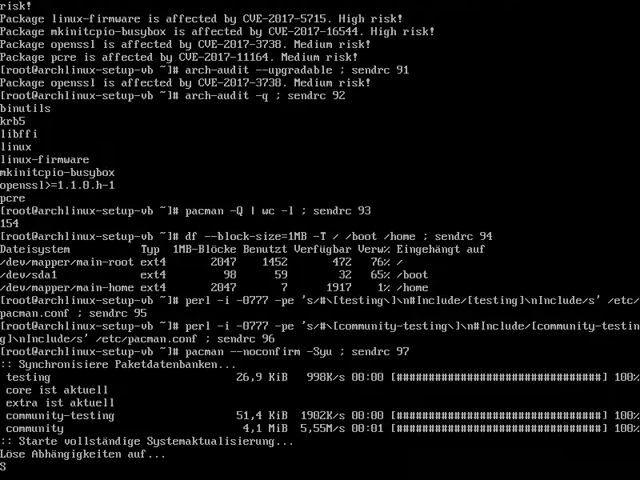 risk!
Package linux-firmware is affected by CVE-2017-5715. High risk!
Package mkinitcpio-busybox is affected by CVE-2017-16544. High risk!
Package openssl is affected by CVE-2017-3738. Medium risk!
Package pcre is affected by CVE-2017-11164. Medium risk!
[root@archlinux-setup-vb ~]# arch-audit --upgradable ; sendrc 91
Package openssl is affected by CVE-2017-3738. Medium risk!
[root@archlinux-setup-vb ~]# arch-audit -q ; sendrc 92
binutils
krb5
libffi
linux
linux-firmware
mkinitcpio-busybox
openssl>=1.1.0.h-1
pcre
[root@archlinux-setup-vb ~]# pacman -Q | wc -l ; sendrc 93
154
[root@archlinux-setup-vb ~]# df --block-size=1MB -T / /boot /home ; sendrc 94
Dateisystem Typ 1MB-Blöcke Benutzt Verfügbar Verw% Eingehängt auf
/dev/mapper/main-root ext4 2047 1452 472 76% /
/dev/sda1 ext4 98 59 32 65% /boot
/dev/mapper/main-home ext4 2047 7 1917 1% /home
[root@archlinux-setup-vb ~]# perl -i -0777 -pe 's/#\[testing\]\n#Include/[testing]\nInclude/s' /etc/
pacman.conf ; sendrc 95
[root@archlinux-setup-vb ~]# perl -i -0777 -pe 's/#\[community-testing\]\n#Include/[community-testin
g]\nInclude/s' /etc/pacman.conf ; sendrc 96
[root@archlinux-setup-vb ~]# pacman --noconfirm -Syu ; sendrc 97
:: Synchronisiere Paketdatenbanken...
testing 26,9 KiB 998K/s 00:00 [################################] 100%
core ist aktuell
extra ist aktuell
community-testing 51,4 KiB 1902K/s 00:00 [################################] 100%
community 4,1 MiB 5,55M/s 00:01 [################################] 100%
:: Starte vollständige Systemaktualisierung...
Löse Abhängigkeiten auf...
S